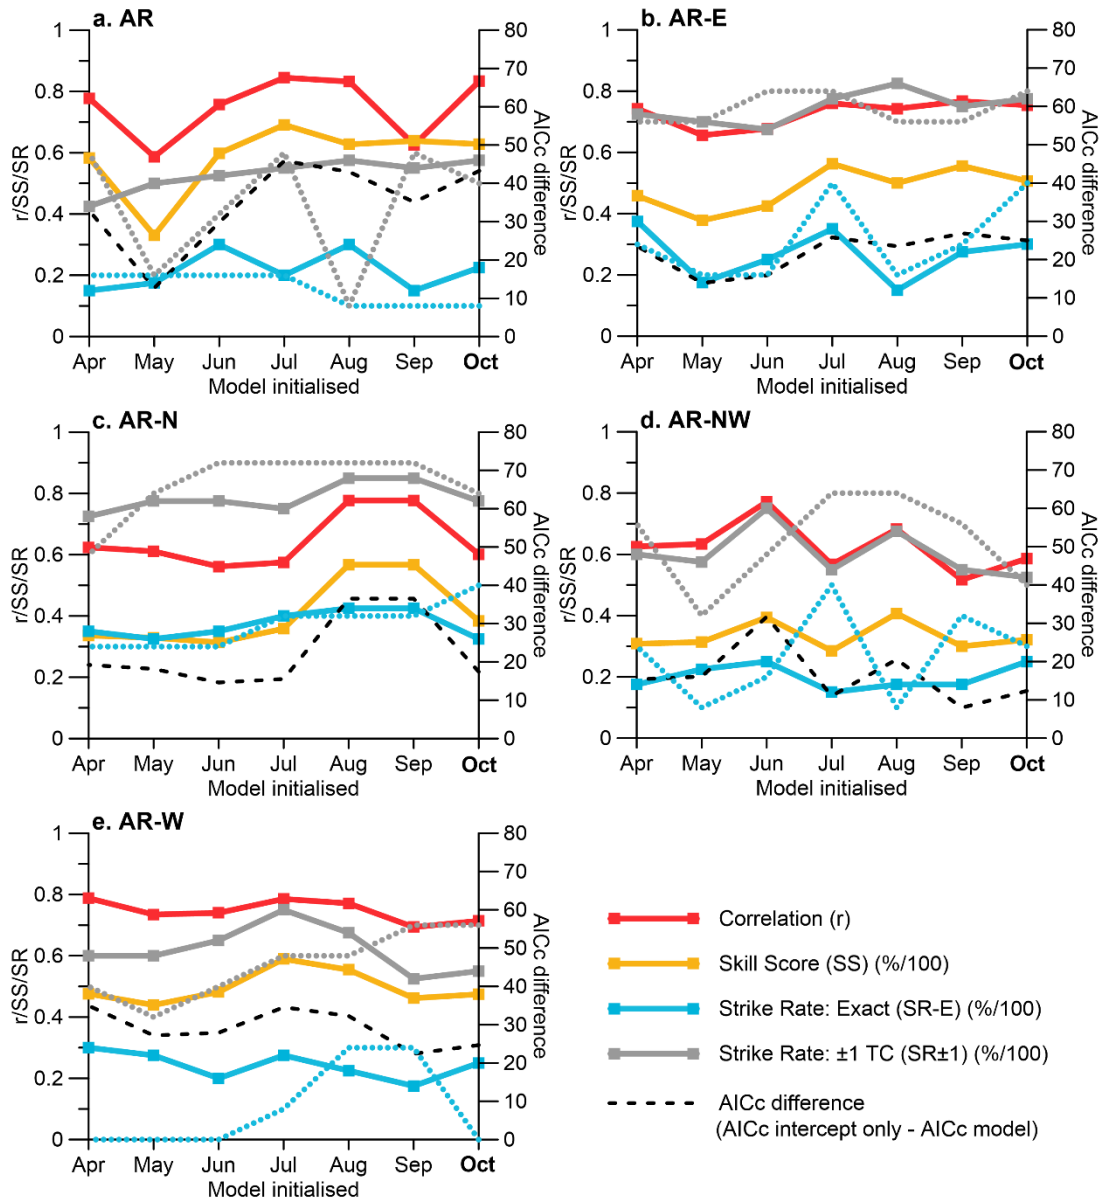 a. AR
1
0.8
0.6
0.4
0.2
0
r/SS/SR
80
70
60
50
40
30
20
10
0
AICc difference
Apr May Jun Jul Aug Sep Oct
Model initialised
b. AR-E
1
0.8
0.6
0.4
0.2
0
r/SS/SR
80
70
60
50
40
30
20
10
0
AICc difference
Apr May Jun Jul Aug Sep Oct
Model initialised
c. AR-N
1
0.8
0.6
0.4
0.2
0
r/SS/SR
80
70
60
50
40
30
20
10
0
AICc difference
Apr May Jun Jul Aug Sep Oct
Model initialised
d. AR-NW
1
0.8
0.6
0.4
0.2
0
r/SS/SR
80
70
60
50
40
30
20
10
0
AICc difference
Apr May Jun Jul Aug Sep Oct
Model initialised
e. AR-W
1
0.8
0.6
0.4
0.2
0
r/SS/SR
80
70
60
50
40
30
20
10
0
AICc difference
Apr May Jun Jul Aug Sep Oct
Model initialised
Correlation (r)
Skill Score (SS) (%/100)
Strike Rate: Exact (SR-E) (%/100)
Strike Rate: ±1 TC (SR±1) (%/100)
AICc difference
(AICc intercept only - AICc model)